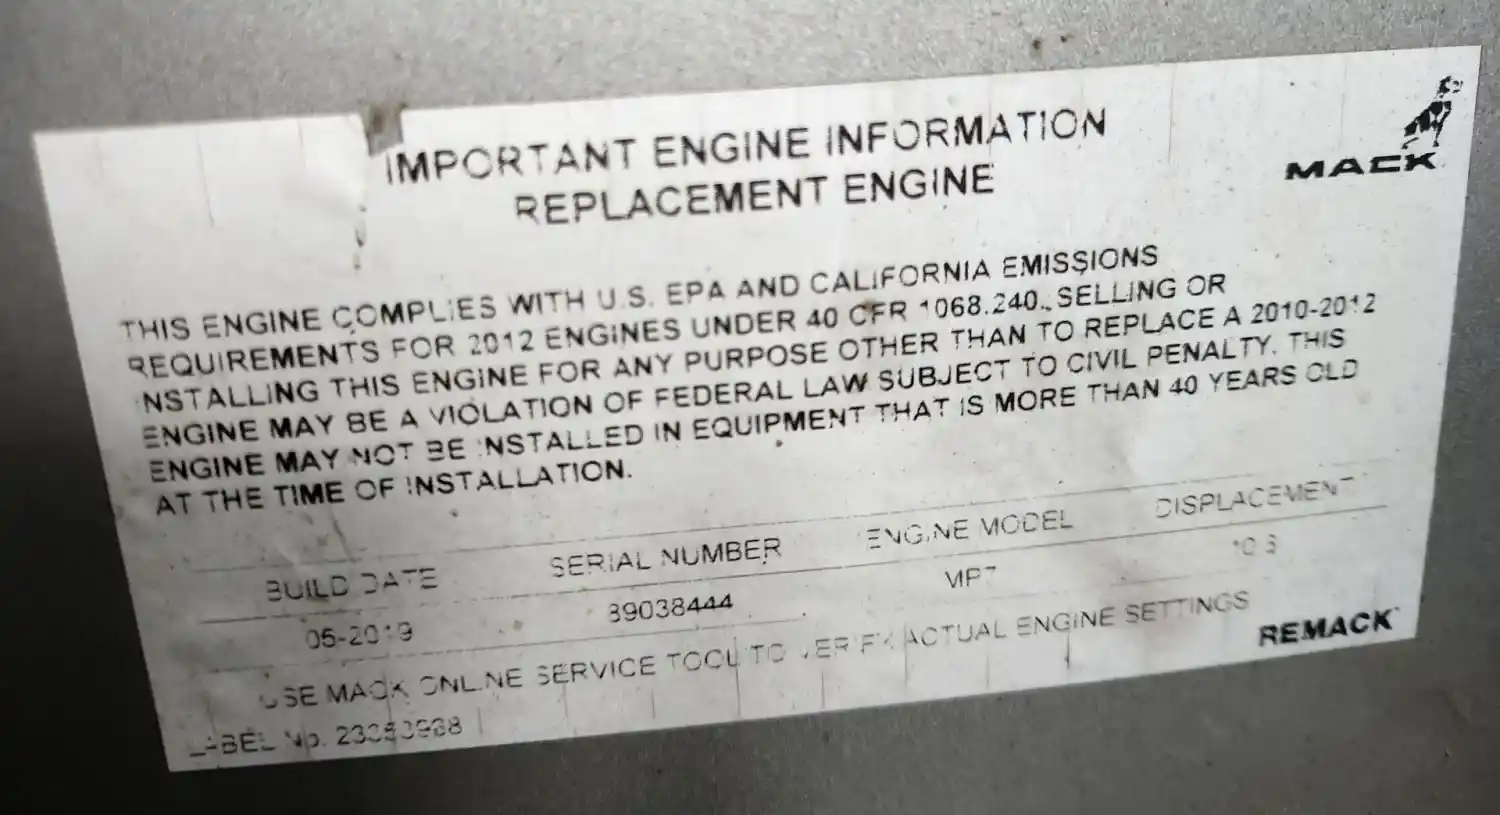 IMPORTANT ENGINE INFORMATION
REPLACEMENT ENGINE
MACK
THIS ENGINE COMPLIES WITH U.S. EPA AND CALIFORNIA EMISSIONS
REQUIREMENTS FOR 2012 ENGINES UNDER 40 CFR 1068.240. SELLING OR
INSTALLING THIS ENGINE FOR ANY PURPOSE OTHER THAN TO REPLACE A 2010-2012
ENGINE MAY BE A VIOLATION OF FEDERAL LAW SUBJECT TO CIVIL PENALTY. THIS
ENGINE MAY NOT BE INSTALLED IN EQUIPMENT THAT IS MORE THAN 40 YEARS OLD
AT THE TIME OF INSTALLATION.
BUILD DATE SERIAL NUMBER ENGINE MODEL DISPLACEMENT
05-2019 MP7
USE MACK ONLINE SERVICE TOOL TO VERIFY ACTUAL ENGINE SETTINGS
REMACK
LABEL No.